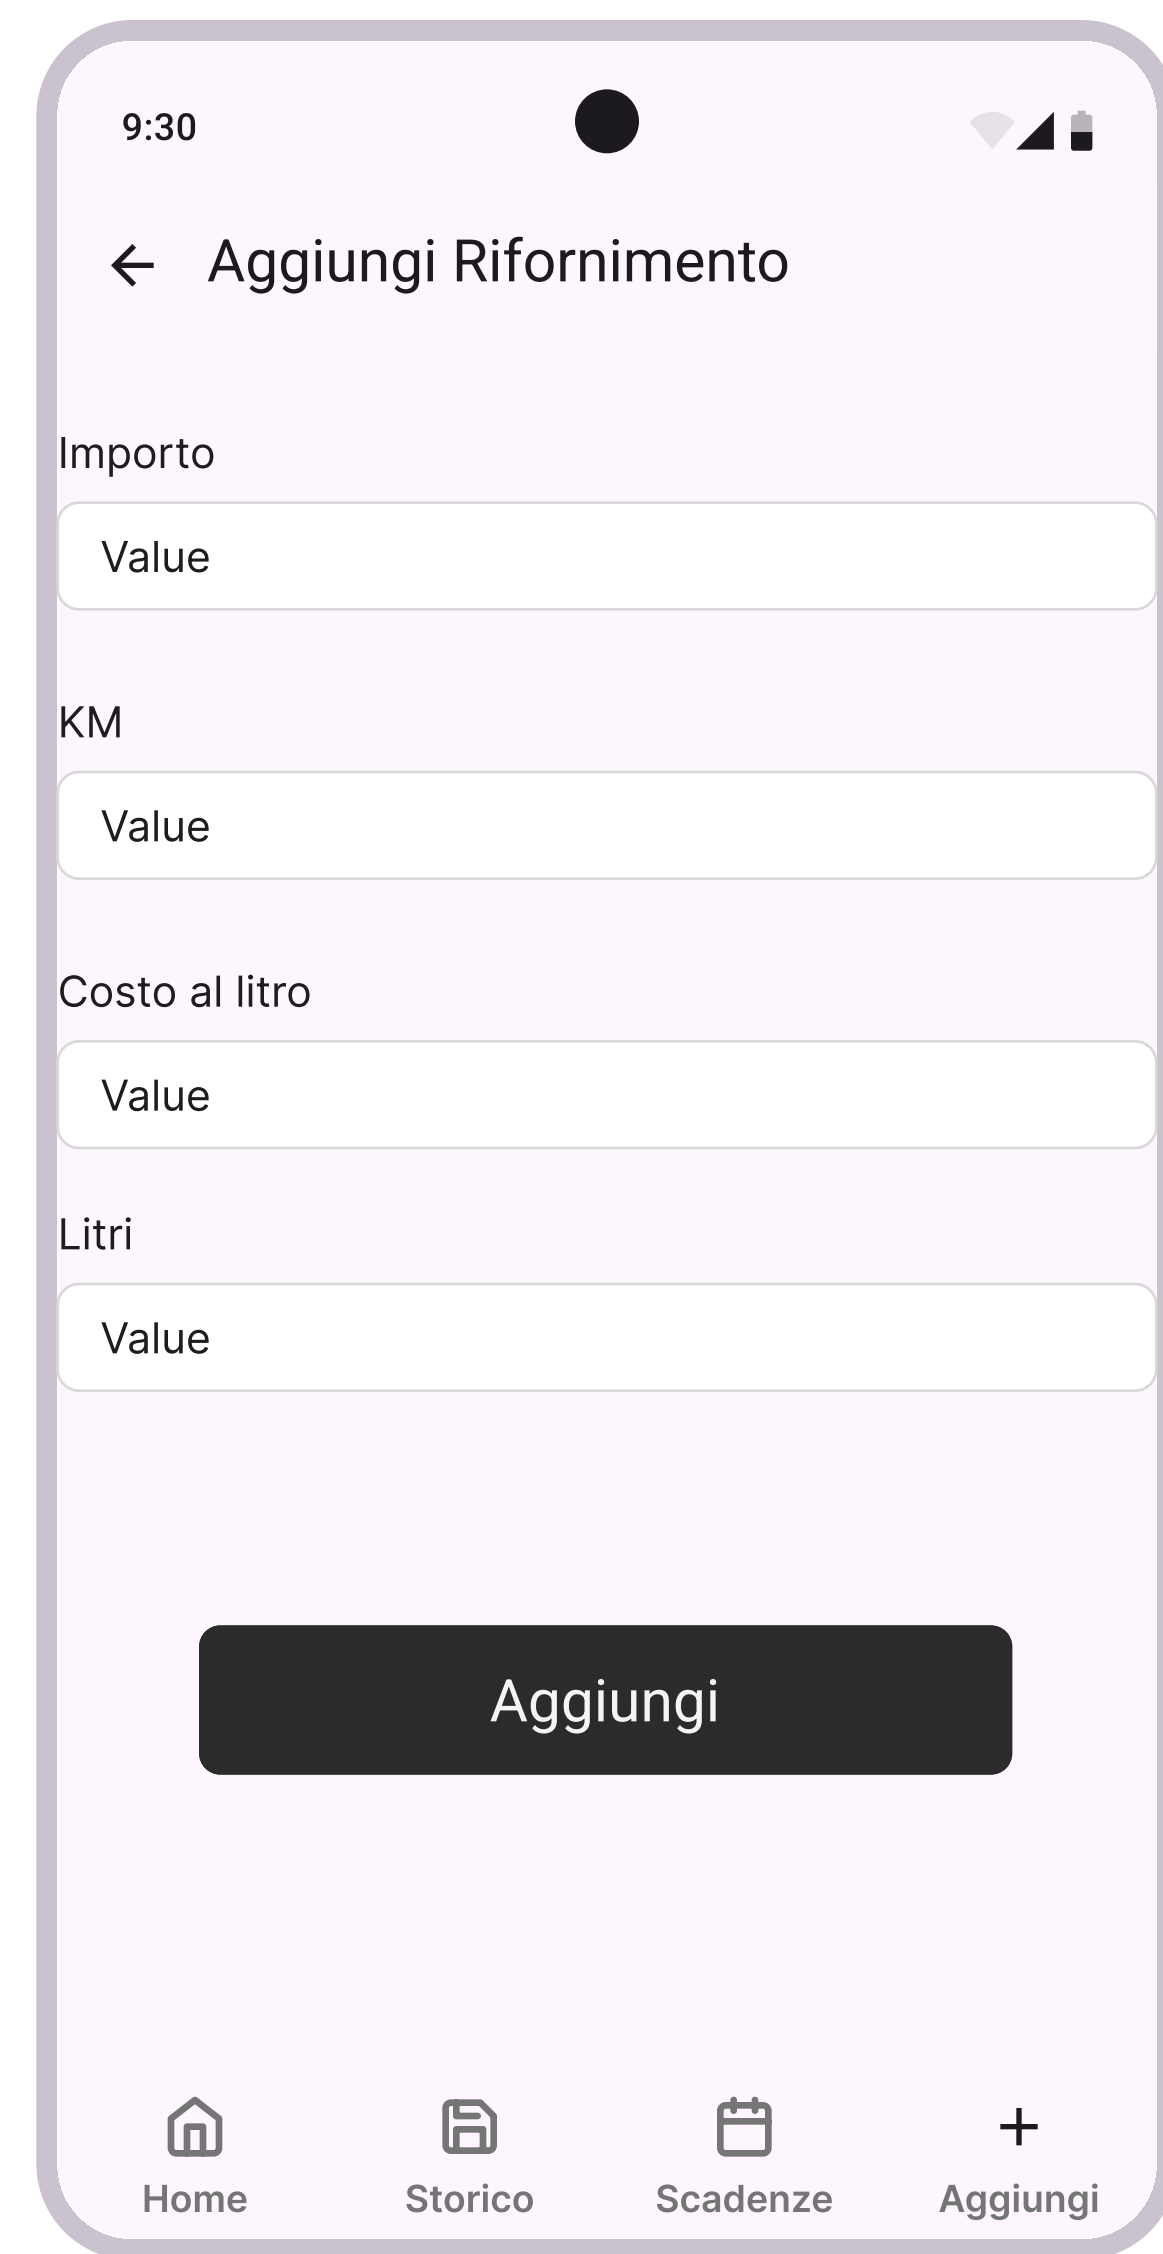 9:30
Aggiungi Rifornimento
Importo
Value
KM
Value
Costo al litro
Value
Litri
Value
Aggiungi
Home Storico Scadenze Aggiungi